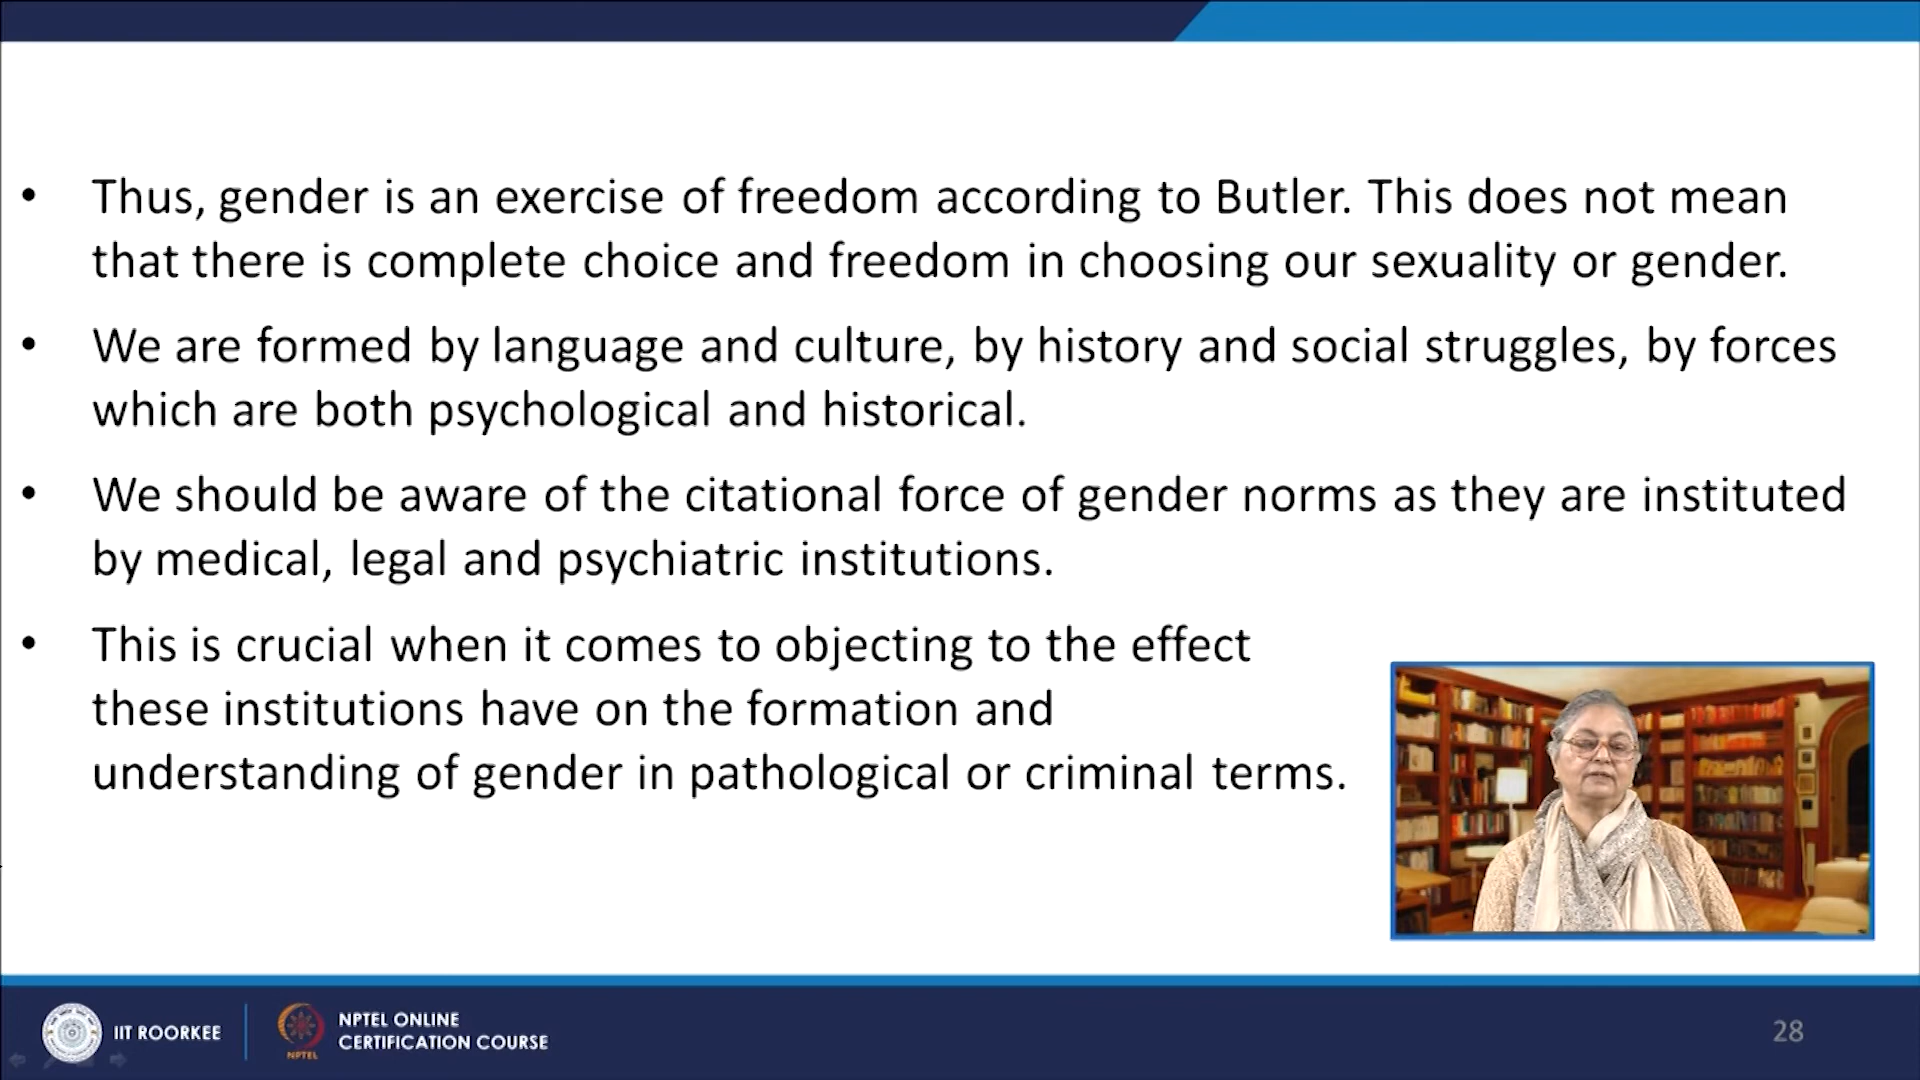 • Thus, gender is an exercise of freedom according to Butler. This does not mean
that there is complete choice and freedom in choosing our sexuality or gender.
• We are formed by language and culture, by history and social struggles, by forces
which are both psychological and historical.
• We should be aware of the citational force of gender norms as they are instituted
by medical, legal and psychiatric institutions.
• This is crucial when it comes to objecting to the effect
these institutions have on the formation and
understanding of gender in pathological or criminal terms.
IIT ROORKEE
NPTEL
NPTEL ONLINE
CERTIFICATION COURSE
28